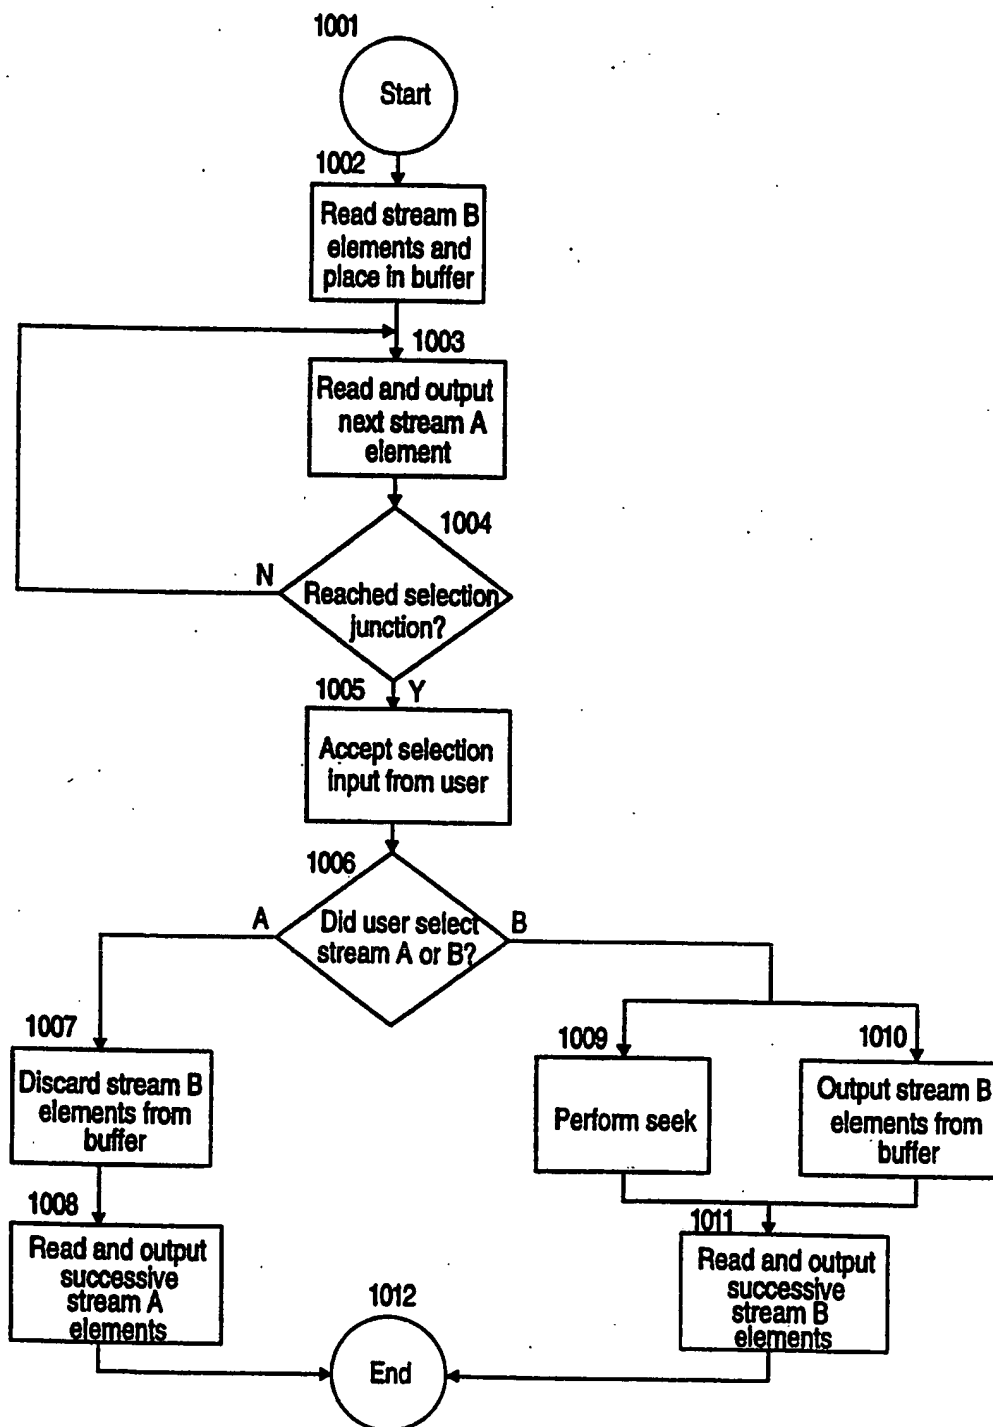 1001
Start
1002
Read stream B
elements and
place in buffer
1003
Read and output
next stream A
element
1004
N
Reached selection
junction?
1005
Y
Accept selection
input from user
1006
A
Did user select
stream A or B?
B
1007
Discard stream B
elements from
buffer
1009
Perform seek
1010
Output stream B
elements from
buffer
1008
Read and output
successive
stream A
elements
1011
Read and output
successive
stream B
elements
1012
End